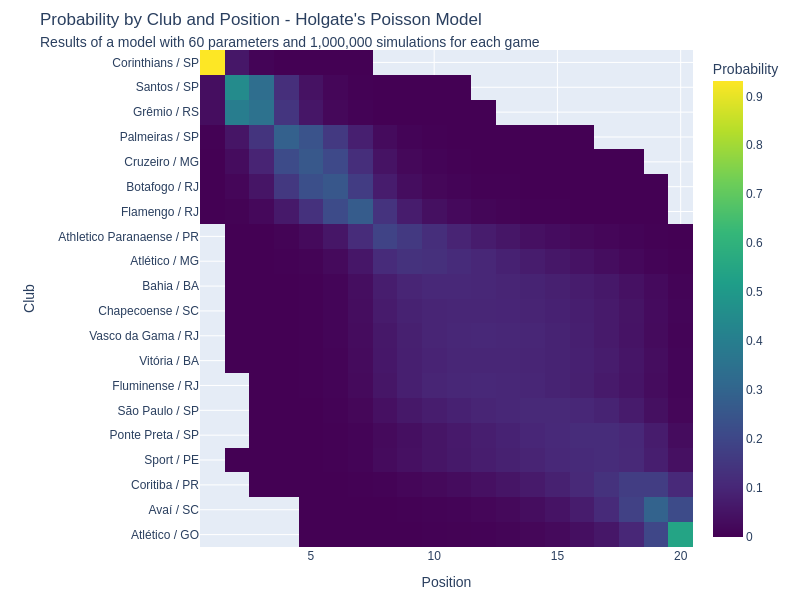 Probability by Club and Position - Holgate's Poisson Model
Results of a model with 60 parameters and 1,000,000 simulations for each game
Probability
Corinthians / SP
Santos / SP
Grêmio / RS
Palmeiras / SP
Cruzeiro / MG
Botafogo / RJ
Flamengo / RJ
Athletico Paranaense / PR
Atlético / MG
Bahia / BA
Chapecoense / SC
Vasco da Gama / RJ
Vitória / BA
Fluminense / RJ
São Paulo / SP
Ponte Preta / SP
Sport / PE
Coritiba / PR
Avaí / SC
Atlético / GO
Club
5 10 15 20
Position
0.9
0.8
0.7
0.6
0.5
0.4
0.3
0.2
0.1
0